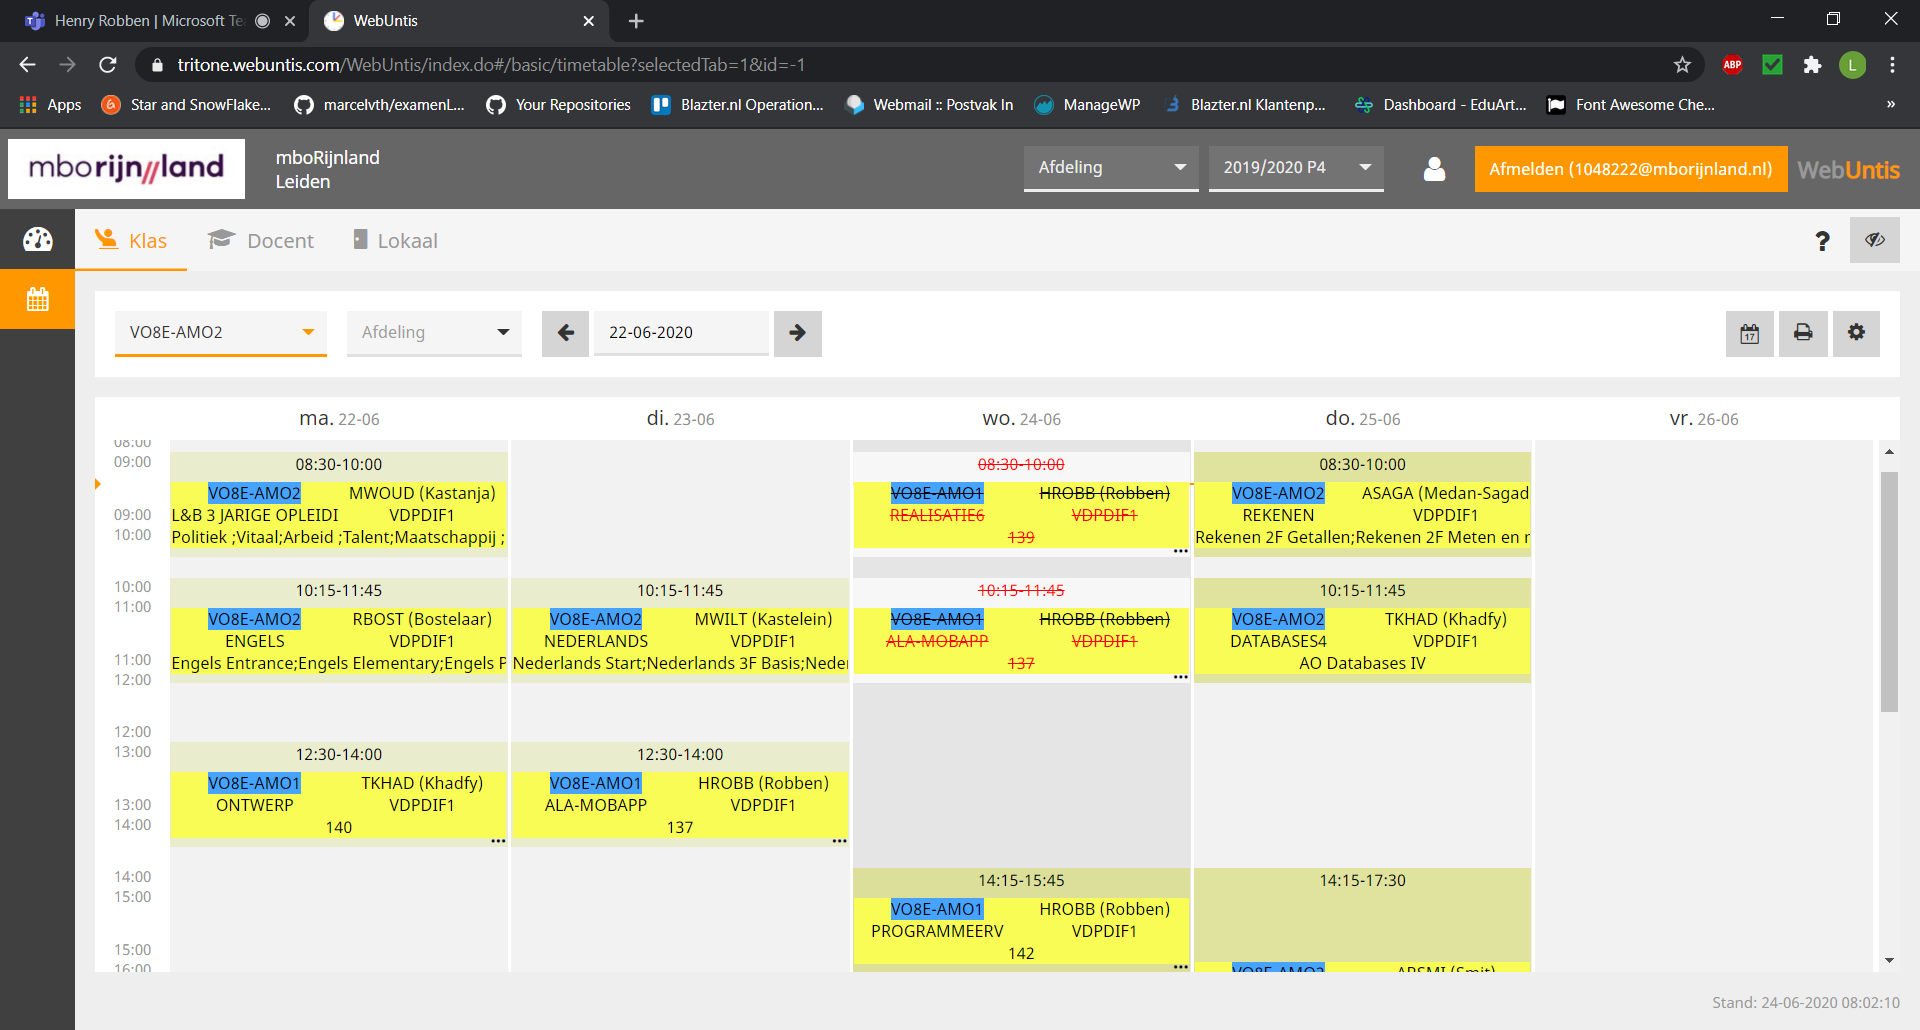 Henry Robben | Microsoft Te
WebUntis
tritone.webuntis.com/WebUntis/index.do#/basic/timetable?selectedTab=1&id=-1
ABP
L
Apps
Star and SnowFlake...
marcelvth/examenI...
Your Repositories
Blazter.nl Operation...
Webmail :: Postvak In
ManageWP
Blazter.nl Klantenp...
Dashboard - EduArt...
Font Awesome Che...
»
mborijn//land
mboRijnland
Leiden
Afdeling
2019/2020 P4
Afmelden (1048222@mborijnland.nl)
WebUntis
Klas
Docent
Lokaal
?
VO8E-AMO2
Afdeling
22-06-2020
17
ma. 22-06
di. 23-06
wo. 24-06
do. 25-06
vr. 26-06
08:00
09:00
09:00
10:00
10:00
11:00
11:00
12:00
12:00
13:00
13:00
14:00
14:00
15:00
15:00
16:00
08:30-10:00
VO8E-AMO2 MWOUD (Kastanja)
L&B 3 JARIGE OPLEIDI VDPDIF1
Politiek ;Vitaal;Arbeid ;Talent;Maatschappij ;
10:15-11:45
VO8E-AMO2 RBOST (Bostelaar)
ENGELS VDPDIF1
Engels Entrance;Engels Elementary;Engels P
12:30-14:00
VO8E-AMO1 TKHAD (Khadfy)
ONTWERP VDPDIF1
140
...
10:15-11:45
VO8E-AMO2 MWILT (Kastelein)
NEDERLANDS VDPDIF1
Nederlands Start;Nederlands 3F Basis;Neder
12:30-14:00
VO8E-AMO1 HROBB (Robben)
ALA-MOBAPP VDPDIF1
137
...
08:30-10:00
VO8E-AMO1 HROBB (Robben)
REALISATIE6 VDPDIF1
139
...
10:15-11:45
VO8E-AMO1 HROBB (Robben)
ALA-MOBAPP VDPDIF1
137
...
14:15-15:45
VO8E-AMO1 HROBB (Robben)
PROGRAMMEERV VDPDIF1
142
...
08:30-10:00
VO8E-AMO2 ASAGA (Medan-Sagad
REKENEN VDPDIF1
Rekenen 2F Getallen;Rekenen 2F Meten en
10:15-11:45
VO8E-AMO2 TKHAD (Khadfy)
DATABASES4 VDPDIF1
AO Databases IV
14:15-17:30
VO8E-AMO2
Stand: 24-06-2020 08:02:10